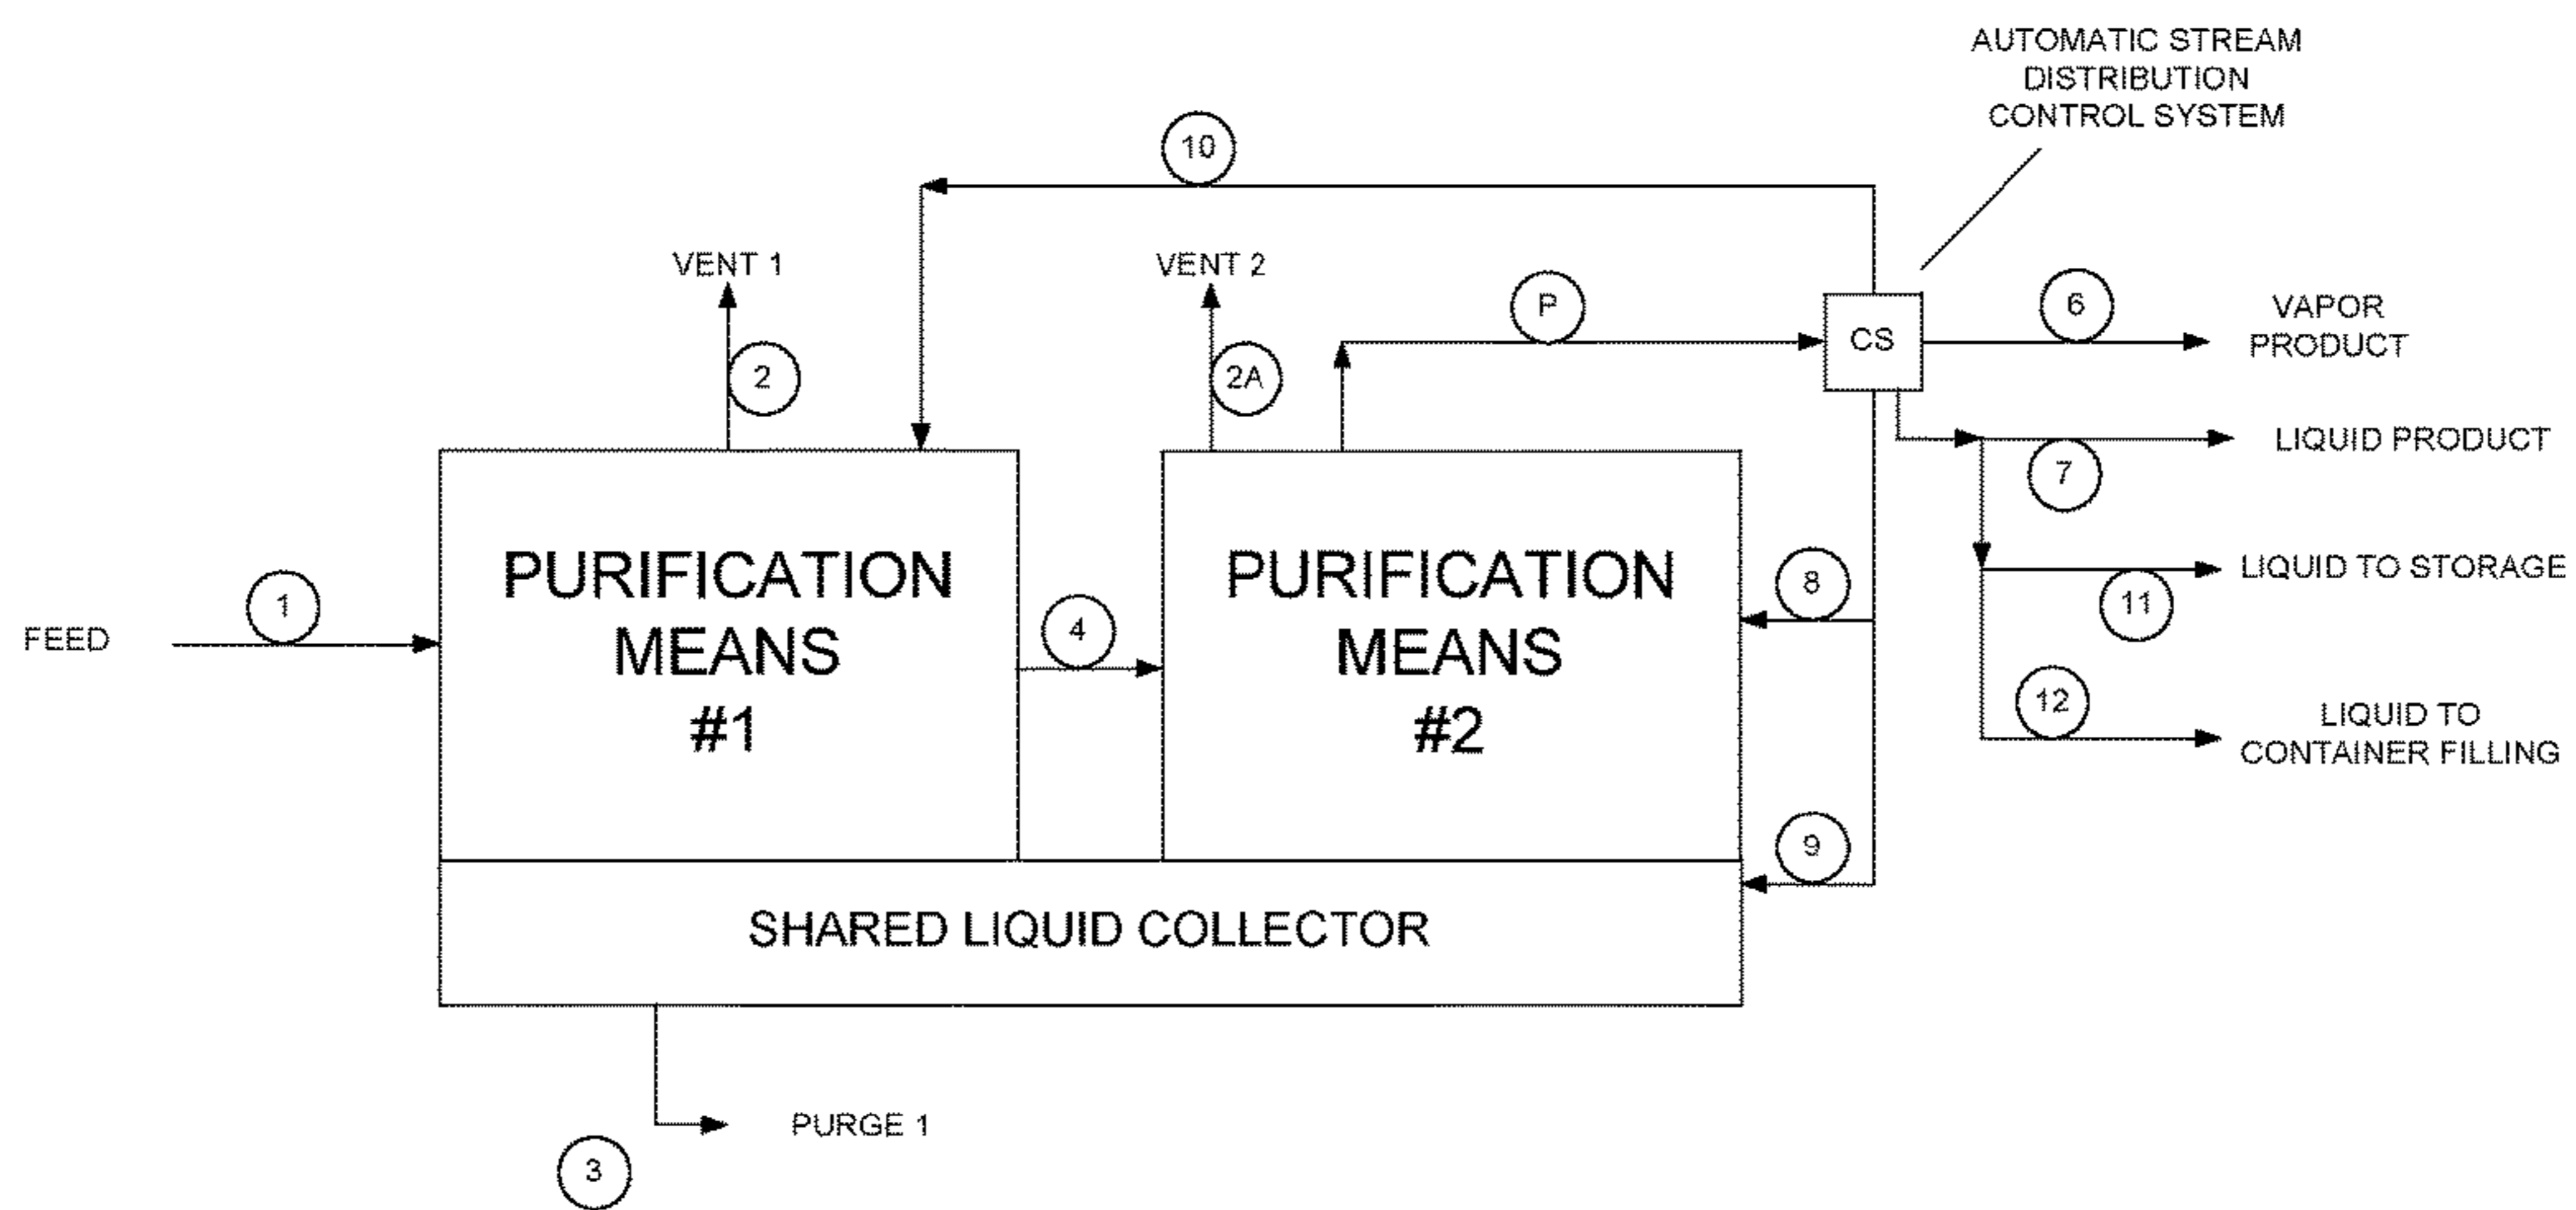 AUTOMATIC STREAM
DISTRIBUTION
CONTROL SYSTEM
10
VENT 1
VENT 2
P
6
VAPOR
PRODUCT
CS
2
2A
LIQUID PRODUCT
7
PURIFICATION
MEANS
#1
PURIFICATION
MEANS
#2
8
LIQUID TO STORAGE
11
1
FEED
4
12
LIQUID TO
CONTAINER FILLING
9
SHARED LIQUID COLLECTOR
PURGE 1
3